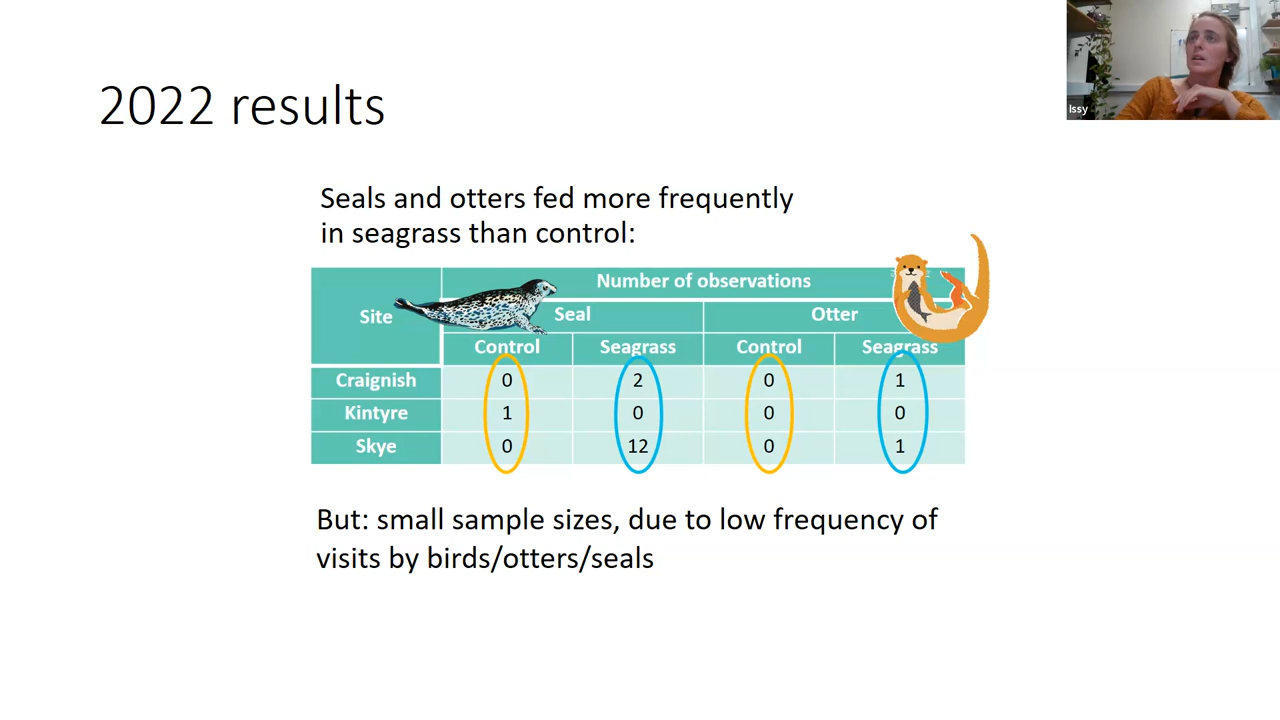 Issy
2022 results
Seals and otters fed more frequently
in seagrass than control:
Site
Number of observations
Seal
Otter
Control
Seagrass
Control
Seagrass
Craignish 0 2 0 1
Kintyre 1 0 0 0
Skye 0 12 0 1
But: small sample sizes, due to low frequency of
visits by birds/otters/seals